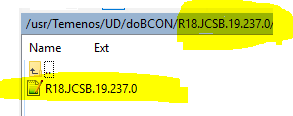 /usr/Temenos/UD/doBCON/R18.JCSB.19.237.0/
Name Ext
..
R18.JCSB.19.237.0